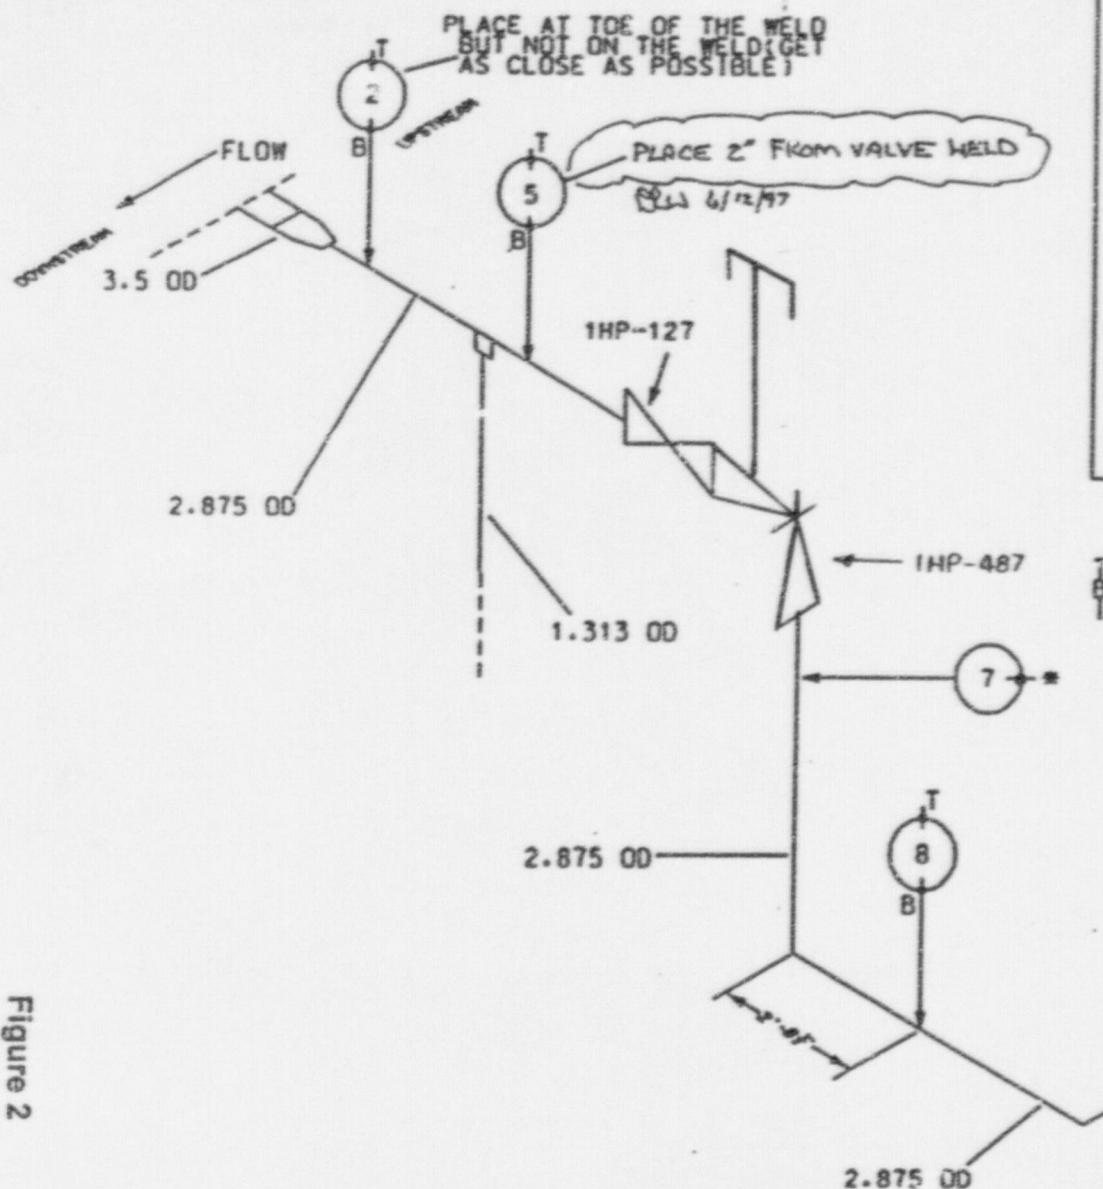 PLACE AT TOE OF THE WELD
BUT NOT ON THE WELD(GET
AS CLOSE AS POSSIBLE)
T
2
B
UPSTREAM
FLOW
DOWNSTREAM
3.5 OD
T
5
B
PLACE 2" FROM VALVE WELD
6/12/97
1HP-127
2.875 OD
1HP-487
1.313 OD
7
*
T
8
B
2.875 OD
2.875 OD
Figure 2